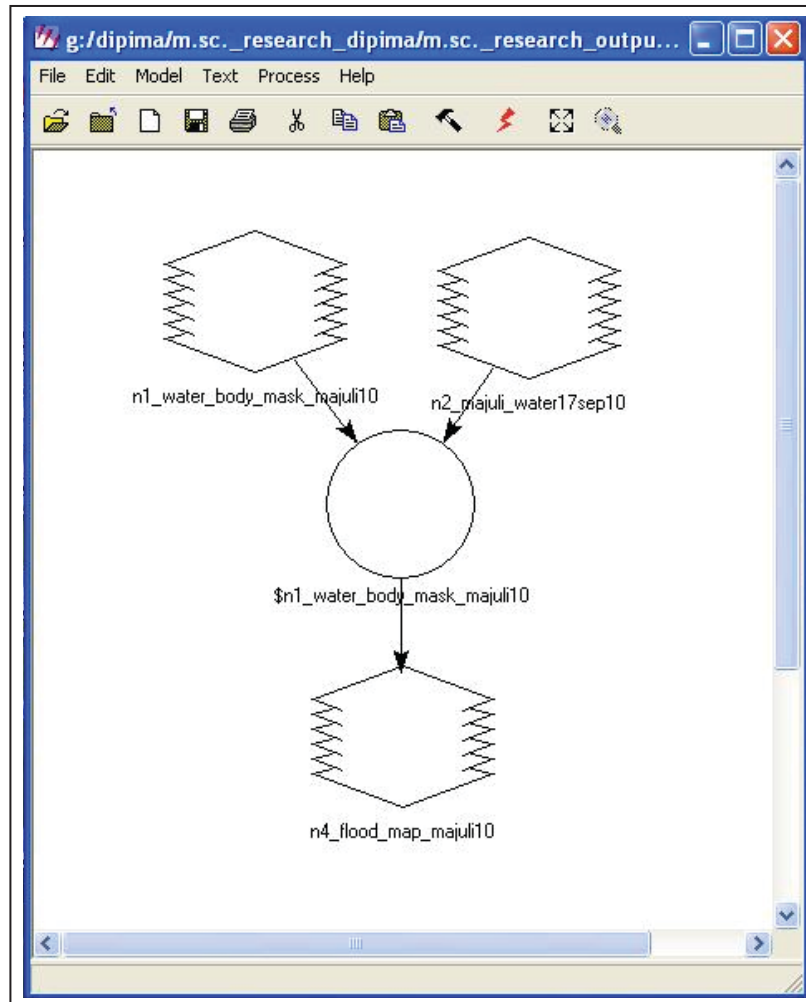 g:/dipima/m.sc._research_dipima/m.sc._research_outpu...
File Edit Model Text Process Help
n1_water_body_mask_majuli10
n2_majuli_water17sep10
$n1_water_body_mask_majuli10
n4_flood_map_majuli10